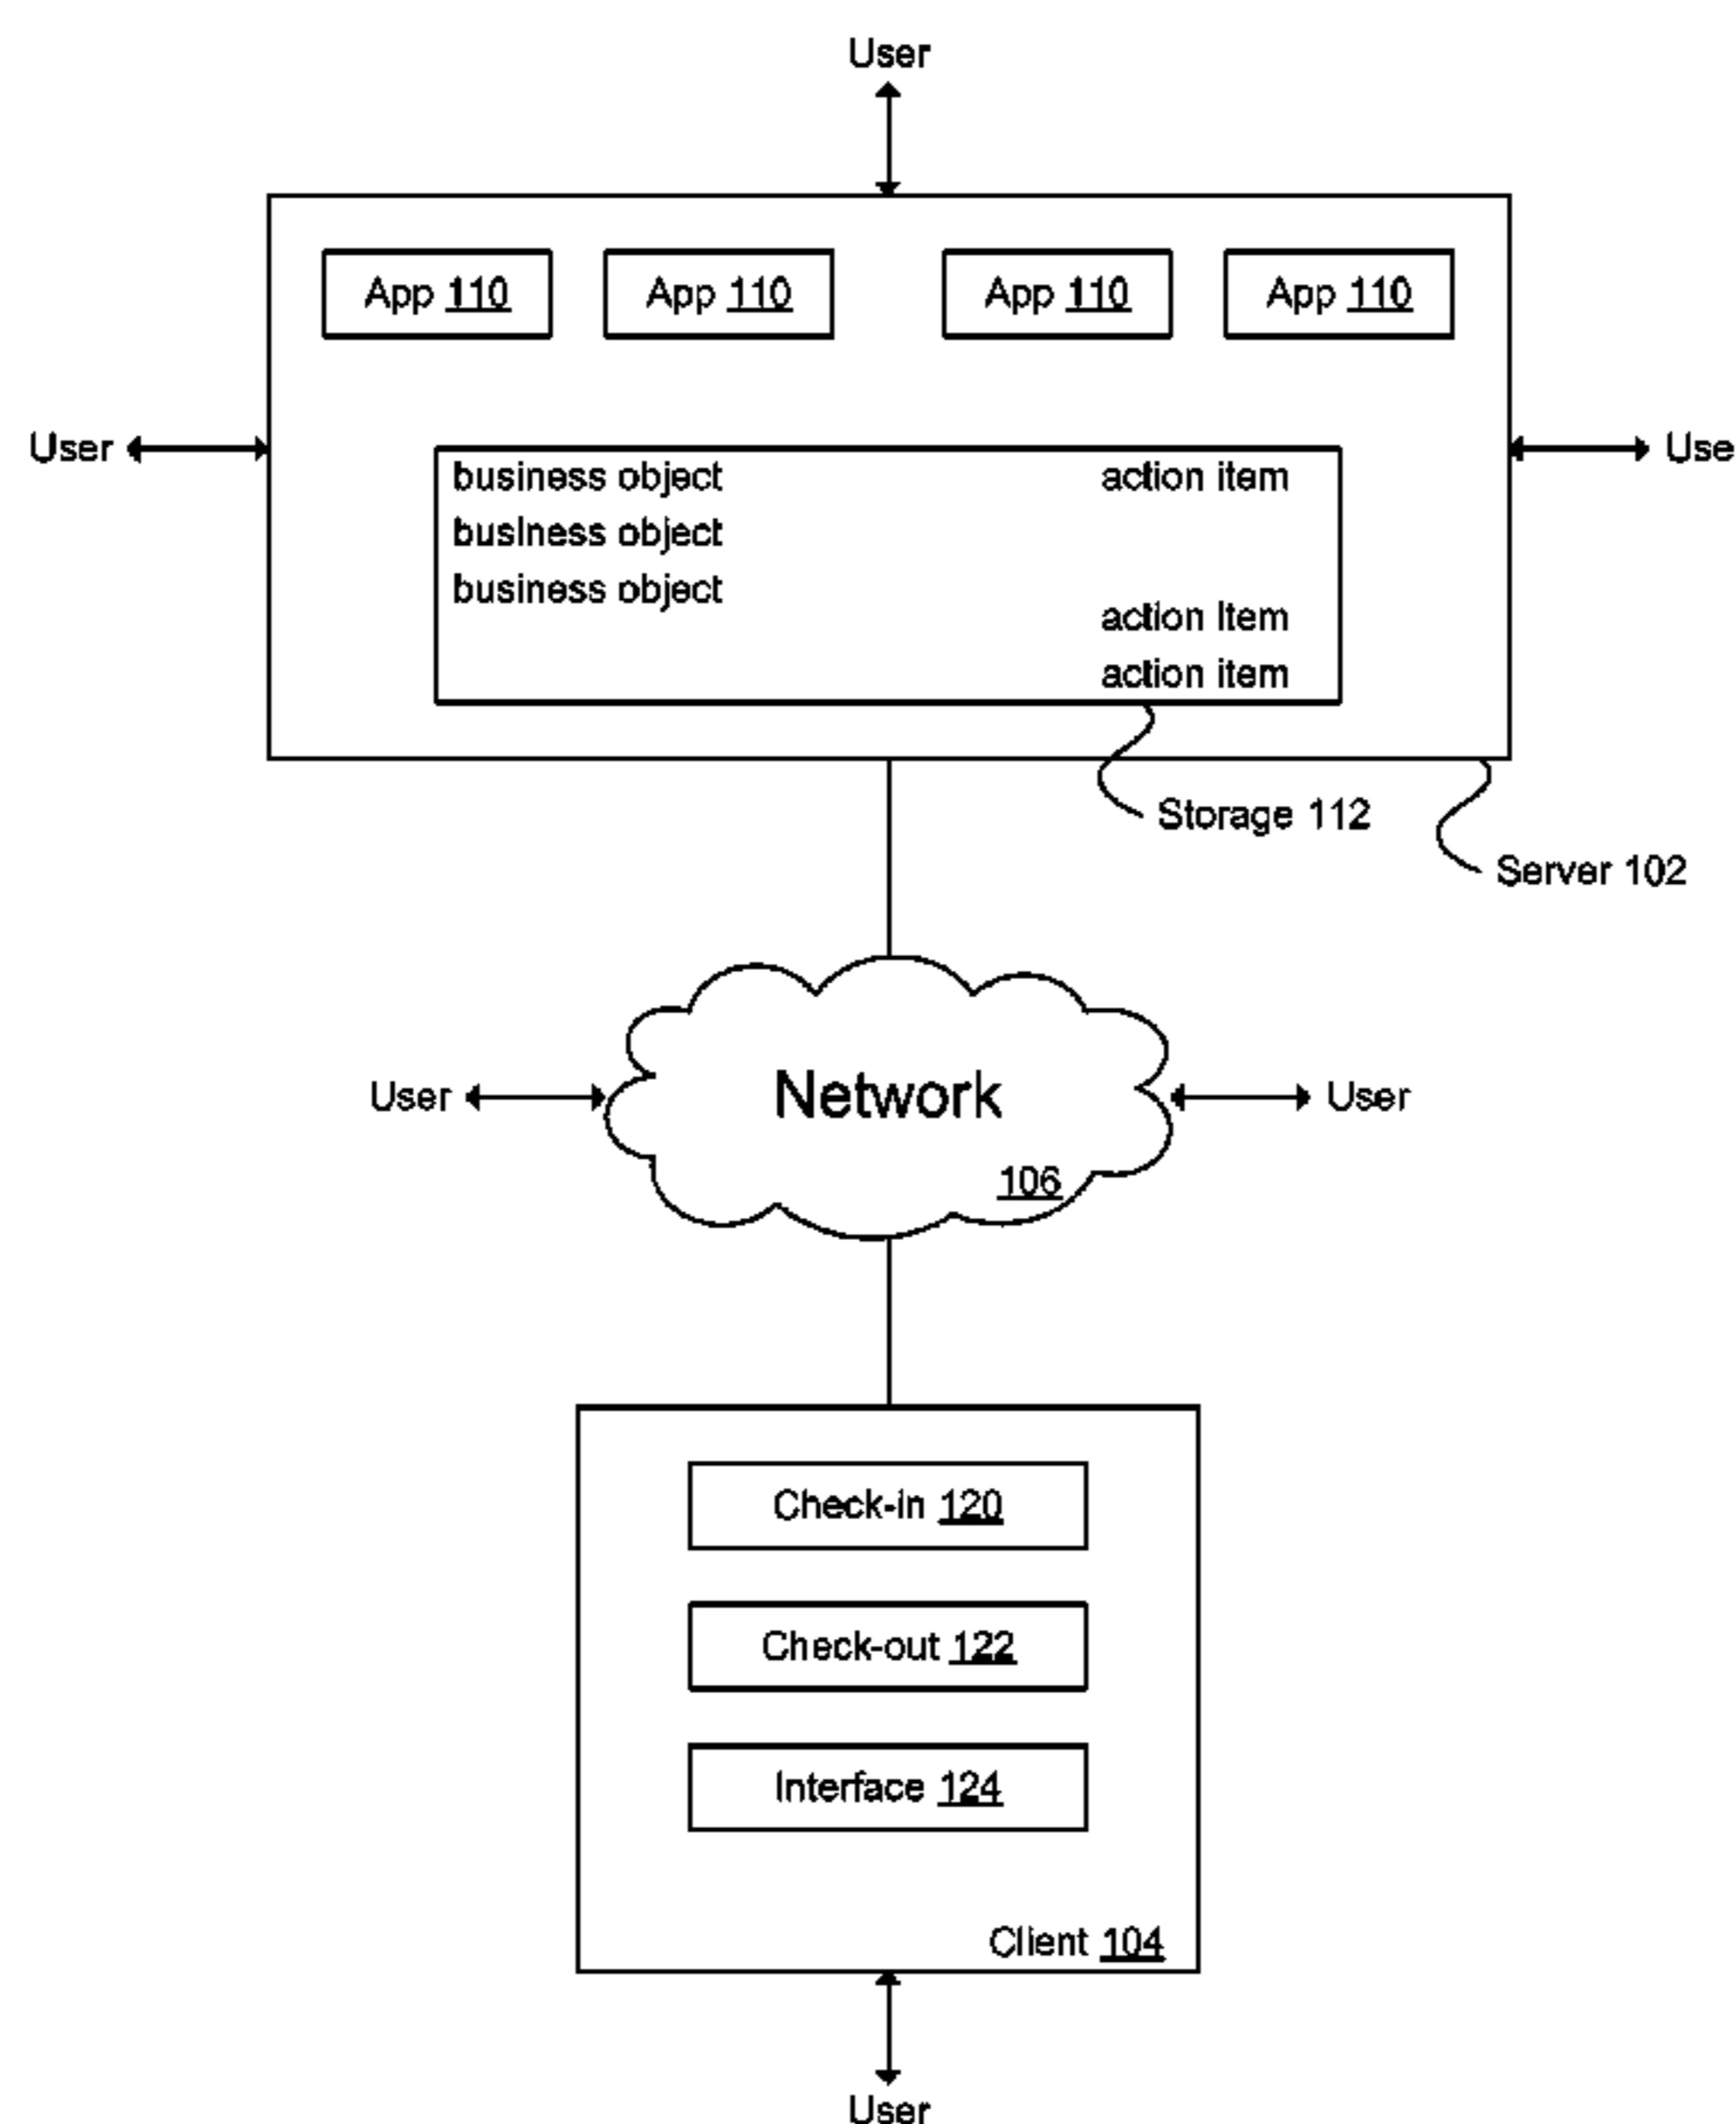 User
App 110 App 110 App 110 App 110
User
Use
business object action item
business object
business object
action item
action item
Storage 112
Server 102
Network
User
User
106
Check-in 120
Check-out 122
Interface 124
Client 104
User